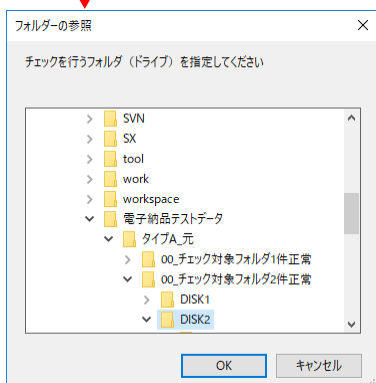 フォルダーの参照
チェックを行うフォルダ（ドライブ）を指定してください
SVN
SX
tool
work
workspace
電子納品テストデータ
タイプA_元
00_チェック対象フォルダ1件正常
00_チェック対象フォルダ2件正常
DISK1
DISK2
OK
キャンセル